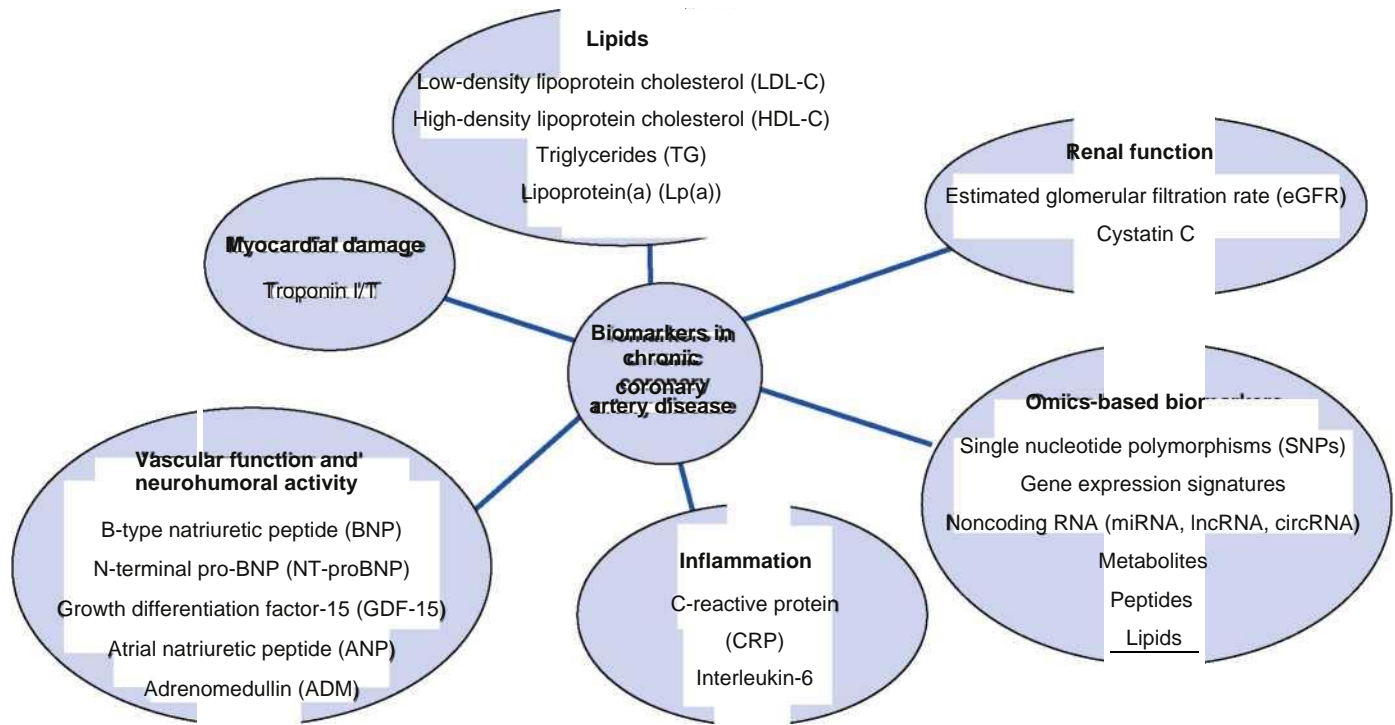 Lipids
Low-density lipoprotein cholesterol (LDL-C)
High-density lipoprotein cholesterol (HDL-C)
Triglycerides (TG)
Lipoprotein(a) (Lp(a))
Renal function
Estimated glomerular filtration rate (eGFR)
Cystatin C
Myocardial damage
Troponin I/T
Biomarkers in
chronic
coronary
artery disease
Omics-based biomarkers
Single nucleotide polymorphisms (SNPs)
Gene expression signatures
Noncoding RNA (miRNA, lncRNA, circRNA)
Metabolites
Peptides
Lipids
Vascular function and
neurohumoral activity
B-type natriuretic peptide (BNP)
N-terminal pro-BNP (NT-proBNP)
Growth differentiation factor-15 (GDF-15)
Atrial natriuretic peptide (ANP)
Adrenomedullin (ADM)
Inflammation
C-reactive protein
(CRP)
Interleukin-6